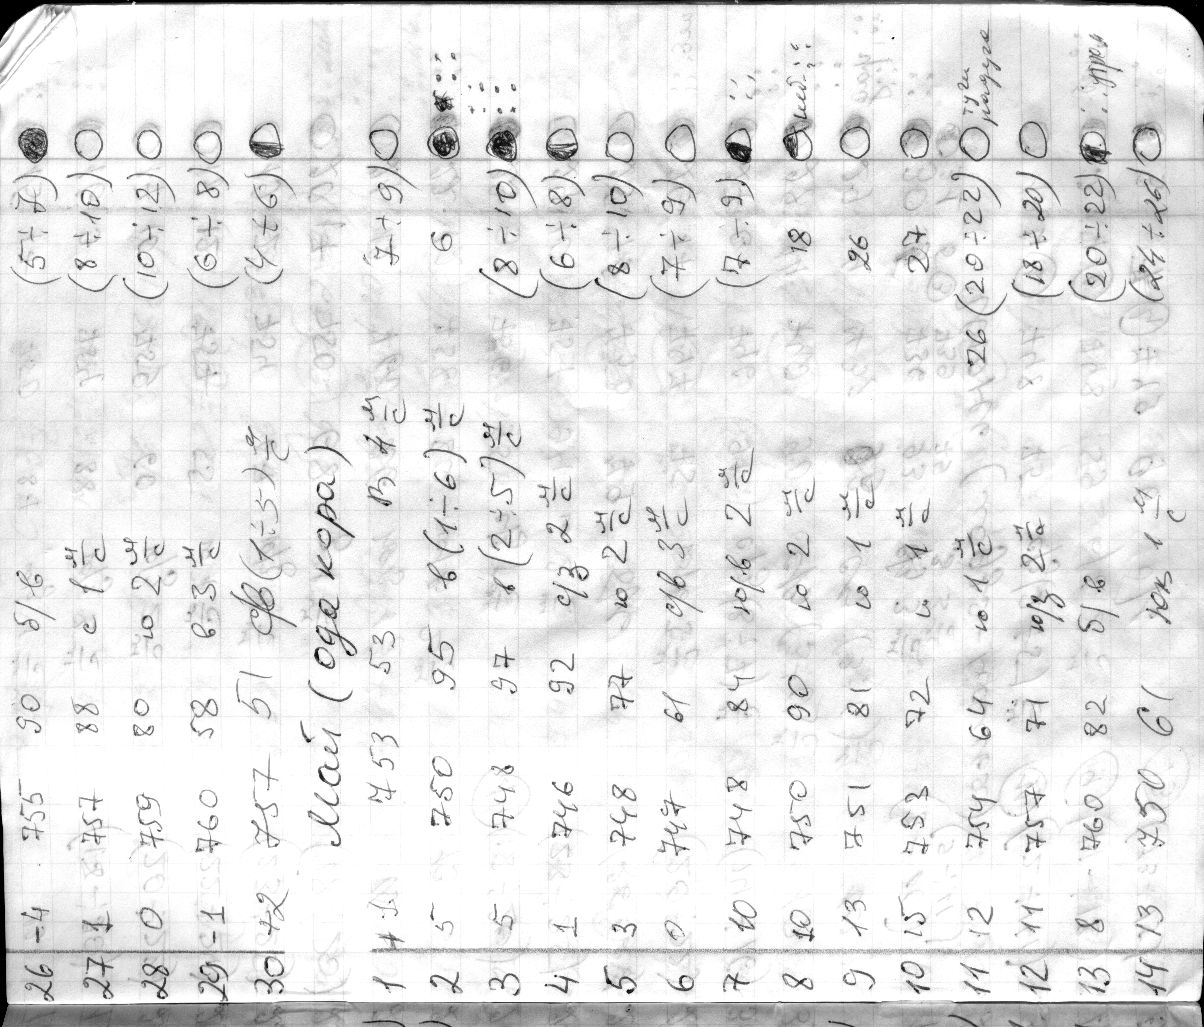 26 -4 755 90 б/в (5÷7)
27 1 757 88 с 1 м/с (8÷10)
28 0 759 80 ю 2 м/с (10÷12)
29 -1 760 58 в 3 м/с (6÷8)
30 +2 757 51 с/в (1÷5) м/с (4÷6)
Май (ода кора)
1 753 53 в 4 м/с 7÷9)
2 5 750 95 в (1÷6) м/с 6
3 5 748 97 в (2÷5) м/с (8÷10)
4 1 746 92 с/з 2 м/с (6÷8)
5 3 748 77 ю 2 м/с (8÷10)
6 0 747 61 с/в 3 м/с (7÷9)
7 10 748 84 ю/в 2 м/с (7÷9)
8 10 750 90 ю 2 м/с 18
9 13 751 81 ю 1 м/с 26
10 15 753 72 ю 1 м/с 27
11 12 754 64 ю 1 м/с 26 (20÷22) радуга
12 11 757 71 ю/з 2 м/с (18÷20)
13 8 760 82 б/в (20÷22) утром
14 13 750 61 юв 1 м/с (24÷26)